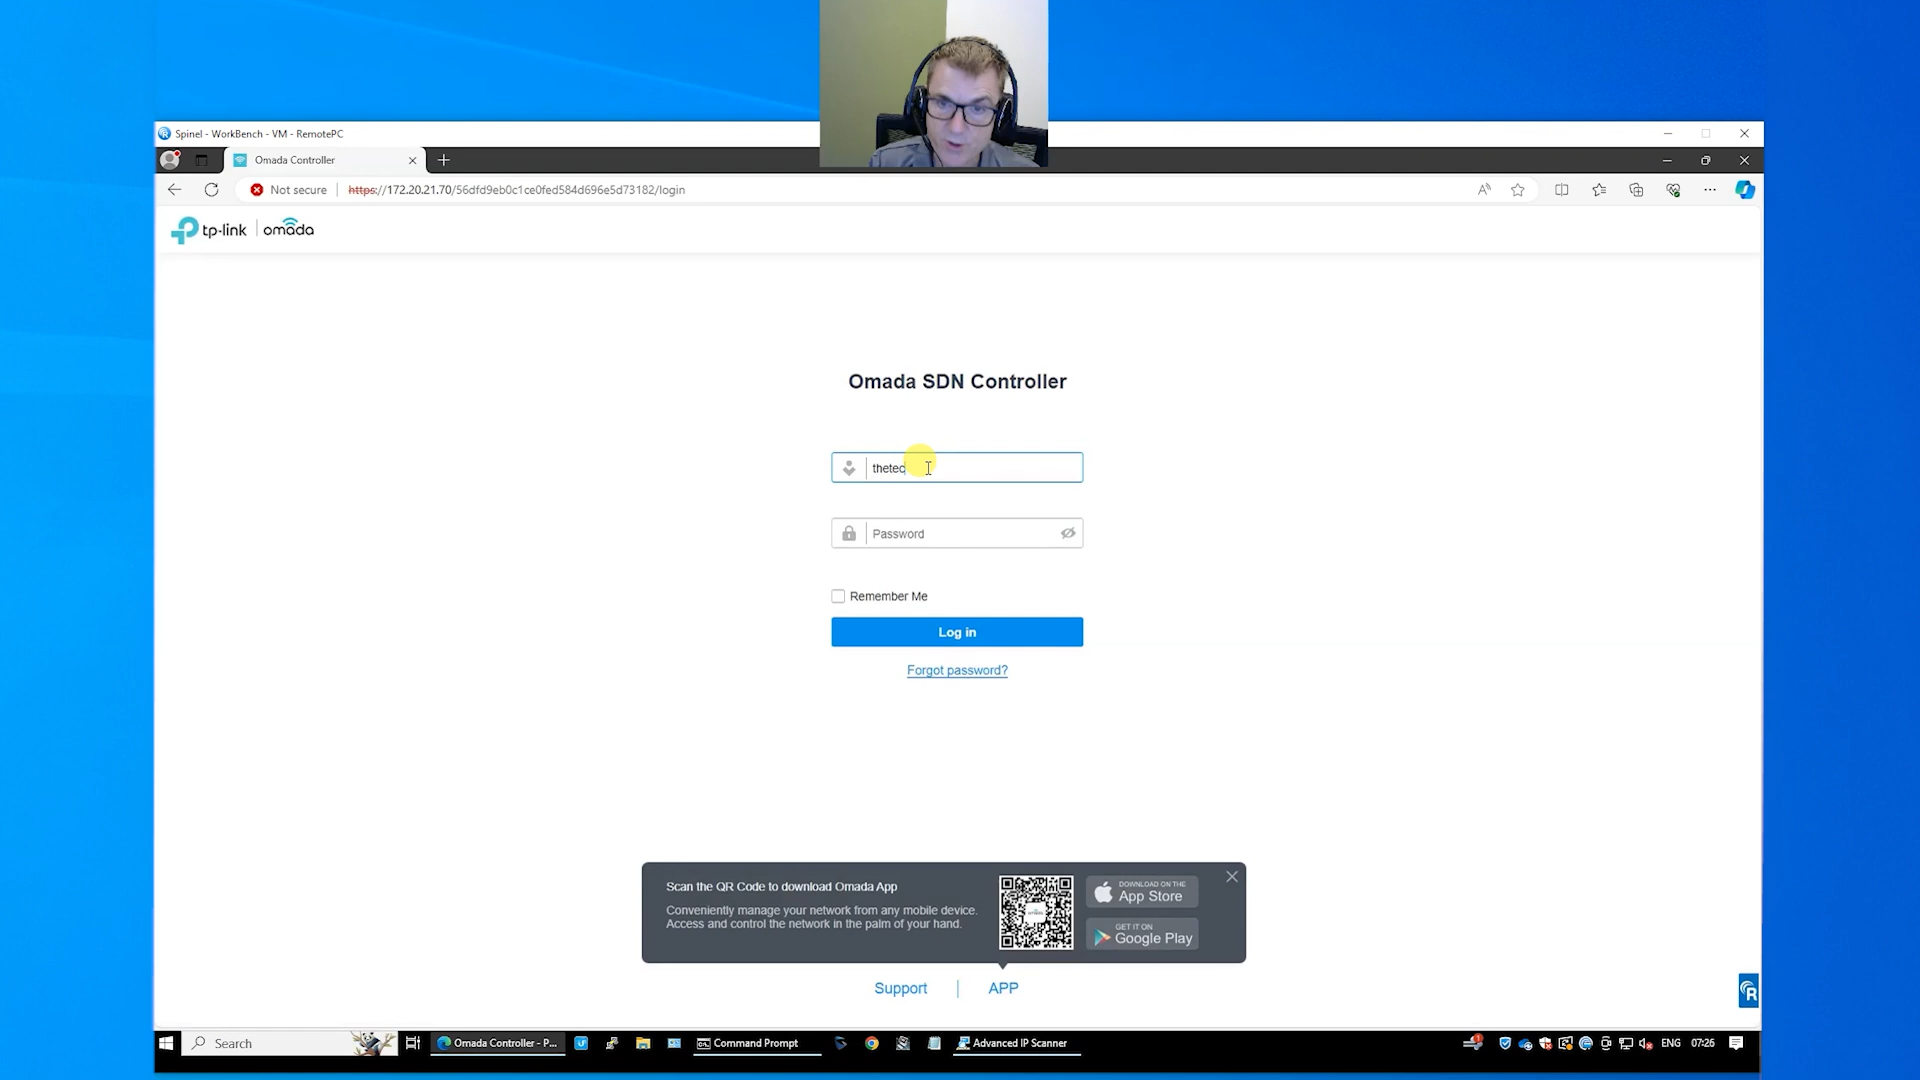 Spinel - WorkBench - VM - RemotePC
Omada Controller
Not secure https://172.20.21.70/56dfd9eb0c1ce0fed584d696e5d73182/login
tp-link | omada
Omada SDN Controller
thetec
Password
Remember Me
Log in
Forgot password?
Scan the QR Code to download Omada App
Conveniently manage your network from any mobile device.
Access and control the network in the palm of your hand.
DOWNLOAD ON THE
App Store
GET IT ON
Google Play
Support | APP
Search
Omada Controller - P...
Command Prompt
Advanced IP Scanner
ENG
07:26